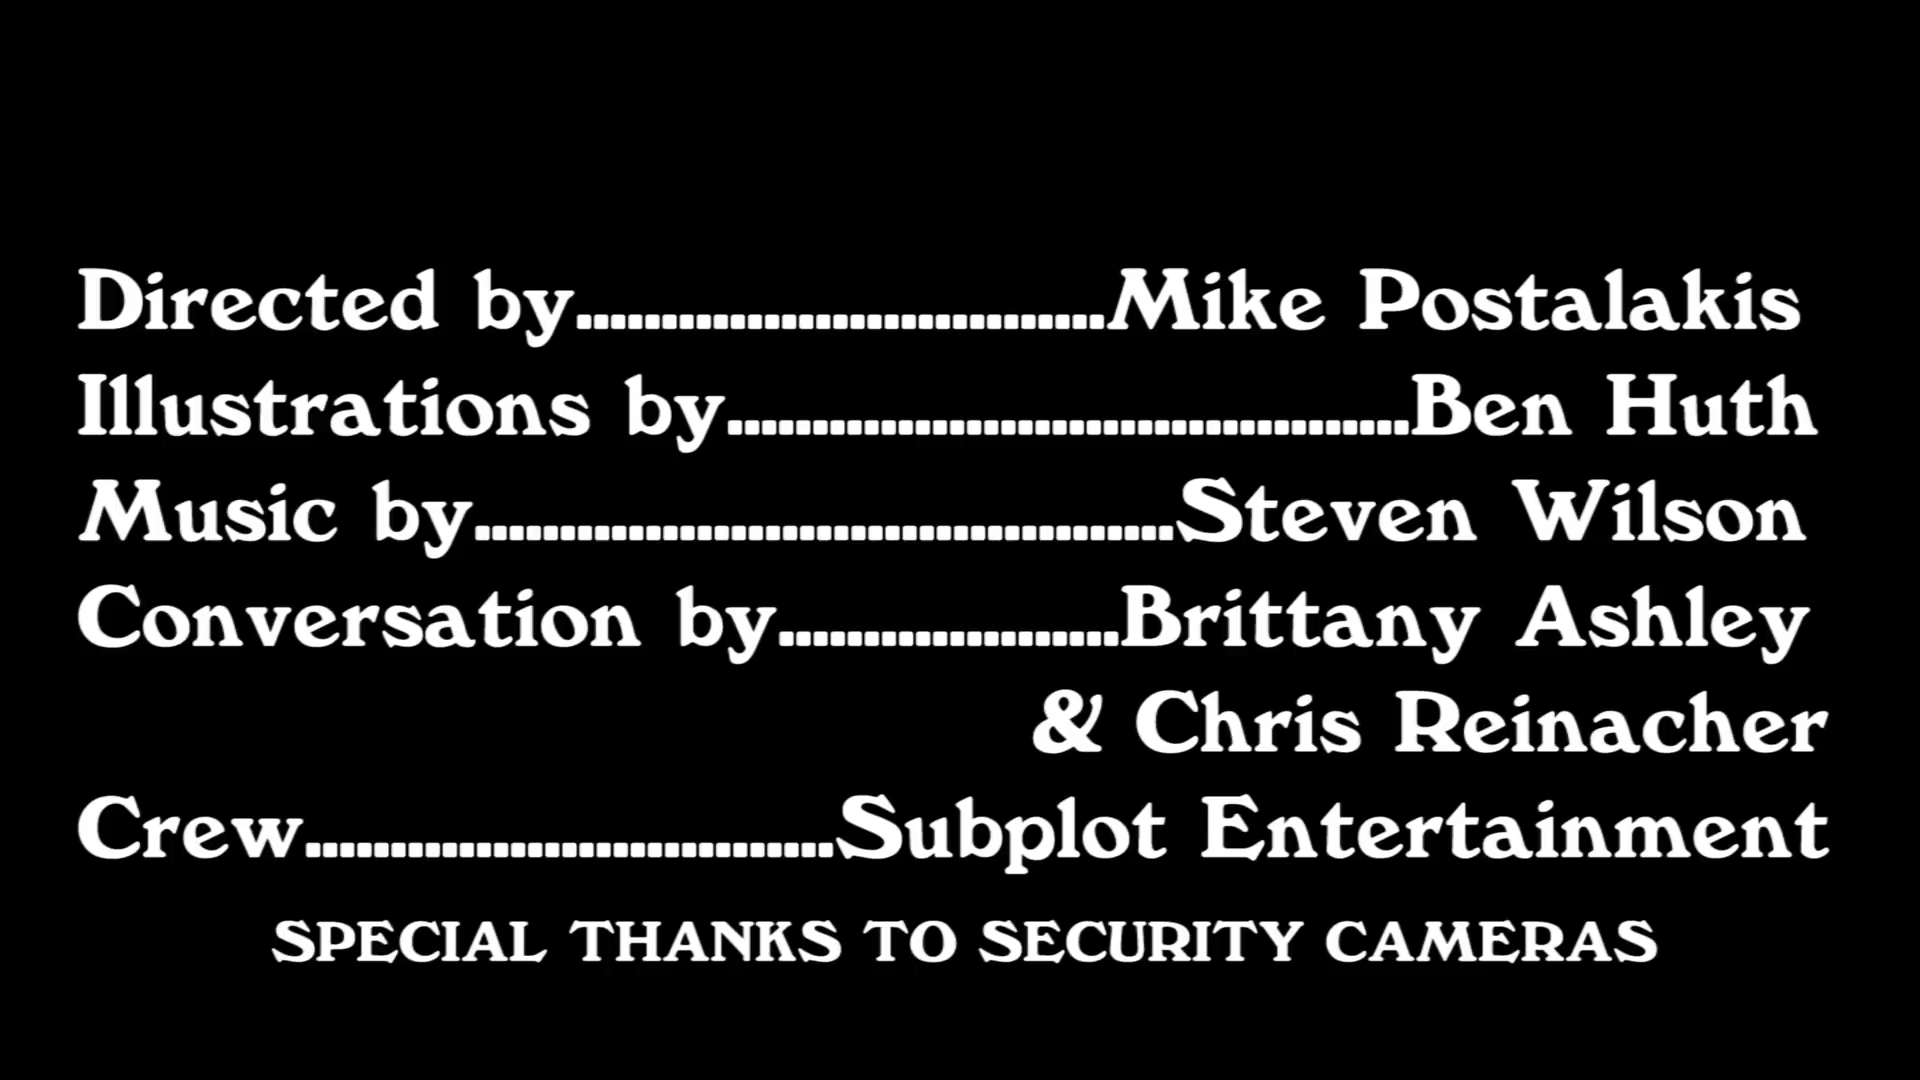 Directed by...............................Mike Postalakis
Illustrations by........................................Ben Huth
Music by.........................................Steven Wilson
Conversation by....................Brittany Ashley
& Chris Reinacher
Crew...............................Subplot Entertainment
SPECIAL THANKS TO SECURITY CAMERAS